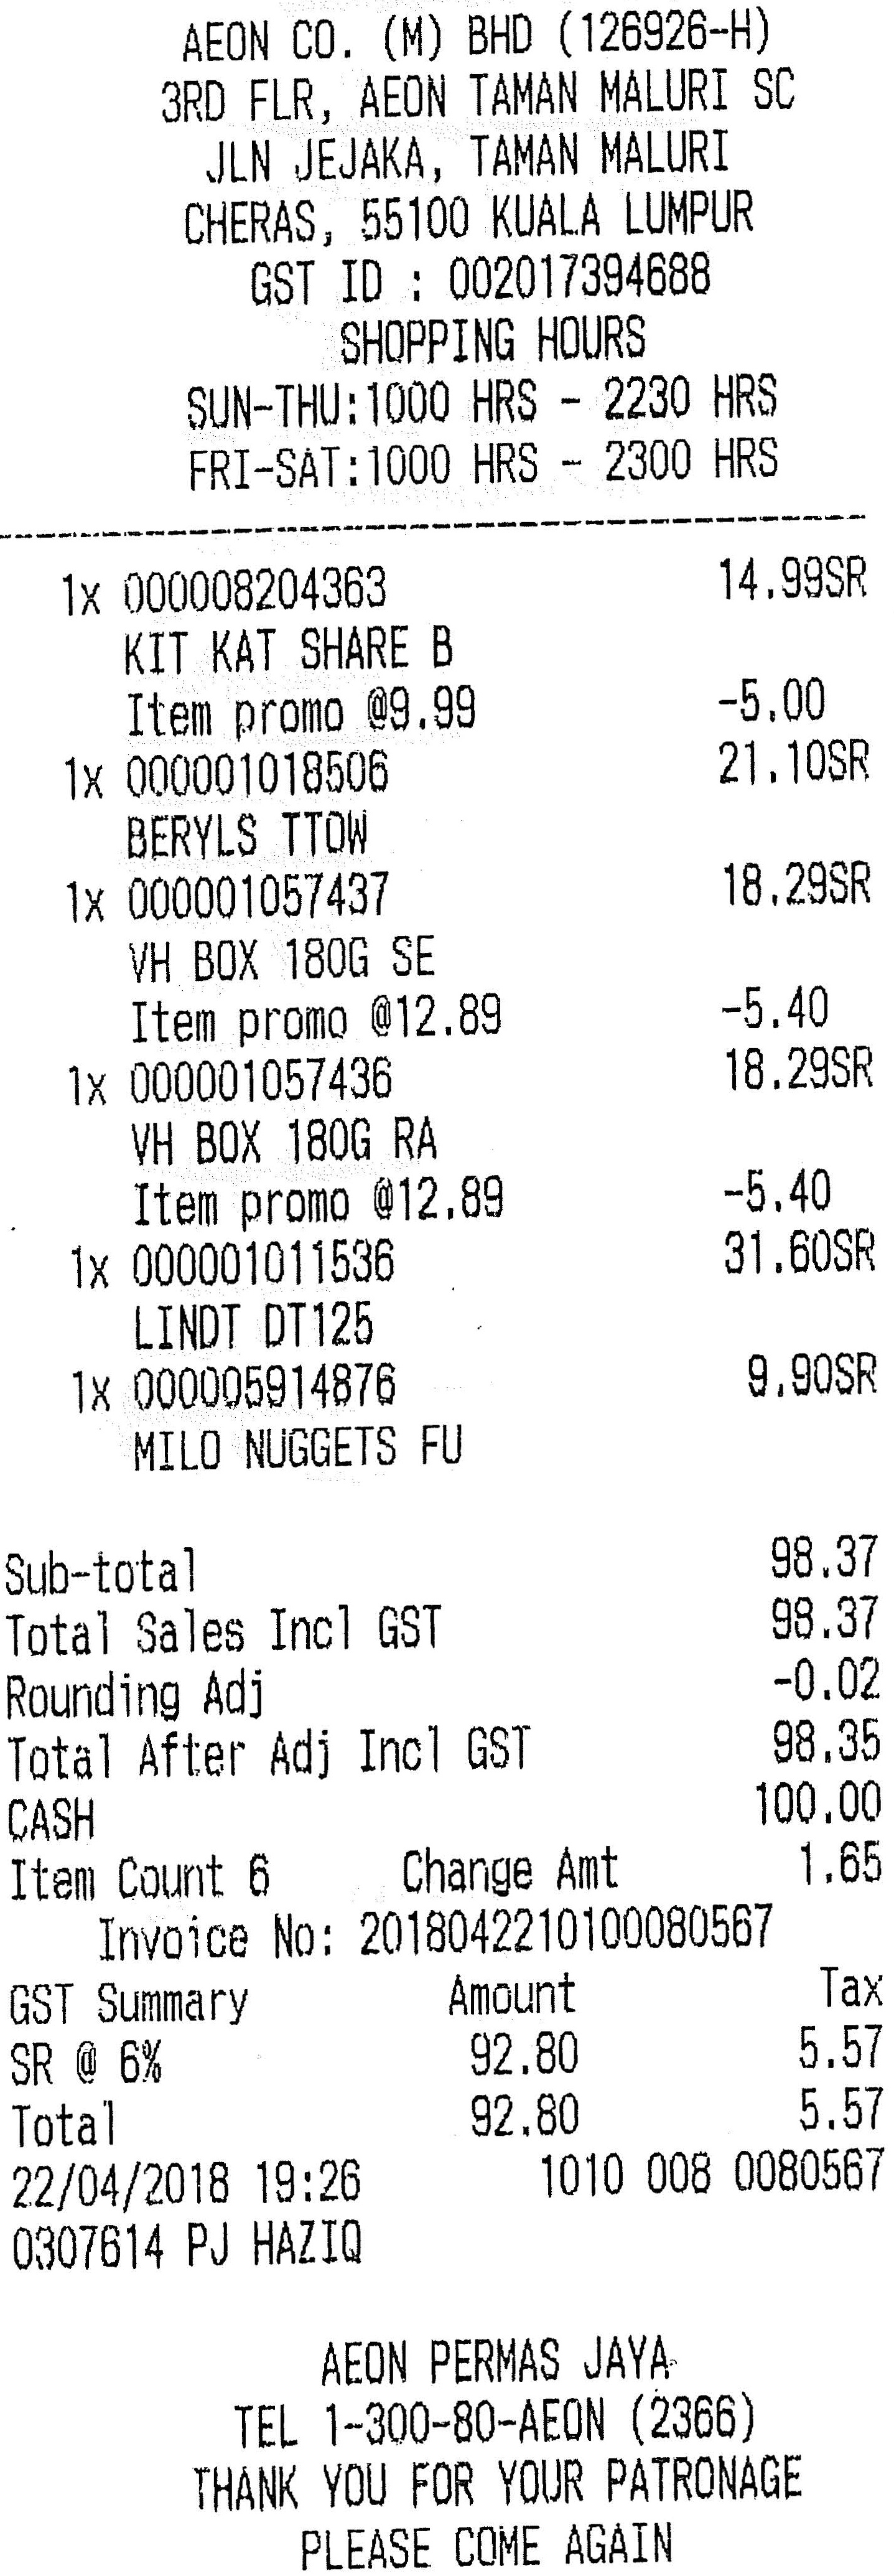 AEON CO. (M) BHD (126926-H)
3RD FLR, AEON TAMAN MALURI SC
JLN JEJAKA, TAMAN MALURI
CHERAS, 55100 KUALA LUMPUR
GST ID : 002017394688
SHOPPING HOURS
SUN-THU:1000 HRS - 2230 HRS
FRI-SAT:1000 HRS - 2300 HRS
1x 000008204363 14.99SR
KIT KAT SHARE B
Item promo @9.99 -5.00
1x 000001018506 21.10SR
BERYLS TTOW
1x 000001057437 18.29SR
VH BOX 180G SE
Item promo @12.89 -5.40
1x 000001057436 18.29SR
VH BOX 180G RA
Item promo @12.89 -5.40
1x 000001011536 31.60SR
LINDT DT125
1x 000005914876 9.90SR
MILO NUGGETS FU
Sub-total 98.37
Total Sales Incl GST 98.37
Rounding Adj -0.02
Total After Adj Incl GST 98.35
CASH 100.00
Item Count 6 Change Amt 1.65
Invoice No: 2018042210100080567
GST Summary Amount Tax
SR @ 6% 92.80 5.57
Total 92.80 5.57
22/04/2018 19:26 1010 008 0080567
0307614 PJ HAZIQ
AEON PERMAS JAYA
TEL 1-300-80-AEON (2366)
THANK YOU FOR YOUR PATRONAGE
PLEASE COME AGAIN